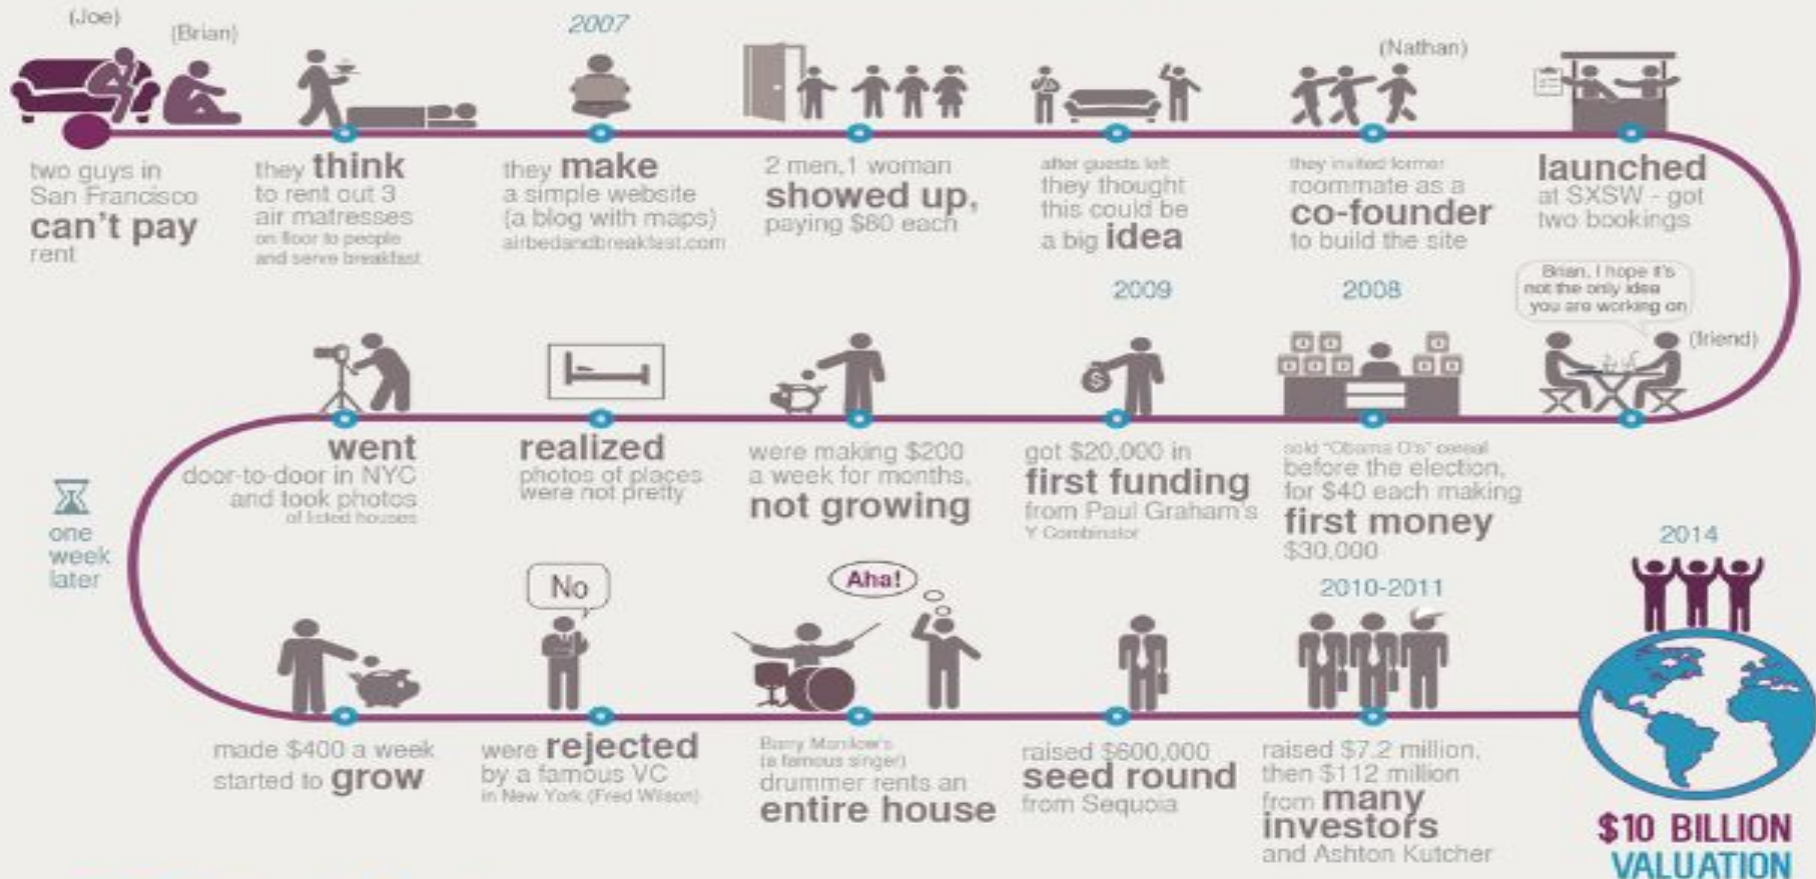 (Joe)
(Brian)
two guys in
San Francisco
can't pay
rent
they think
to rent out 3
air matresses
on floor to people
and serve breakfast
2007
they make
a simple website
(a blog with maps)
airbedandbreakfast.com
2 men,1 woman
showed up,
paying $80 each
after guests left
they thought
this could be
a big idea
(Nathan)
they invited former
roommate as a
co-founder
to build the site
launched
at SXSW - got
two bookings
Brian, I hope it's
not the only idea
you are working on
(friend)
2008
sold "Obama O's" cereal
before the election,
for $40 each making
first money
$30,000
2009
got $20,000 in
first funding
from Paul Graham's
Y Combinator
were making $200
a week for months,
not growing
realized
photos of places
were not pretty
went
door-to-door in NYC
and took photos
of listed houses
one
week
later
made $400 a week
started to grow
No
were rejected
by a famous VC
in New York (Fred Wilson)
Aha!
Barry Manilow's
(a famous singer)
drummer rents an
entire house
raised $600,000
seed round
from Sequoia
2010-2011
raised $7.2 million,
then $112 million
from many
investors
and Ashton Kutcher
2014
$10 BILLION
VALUATION